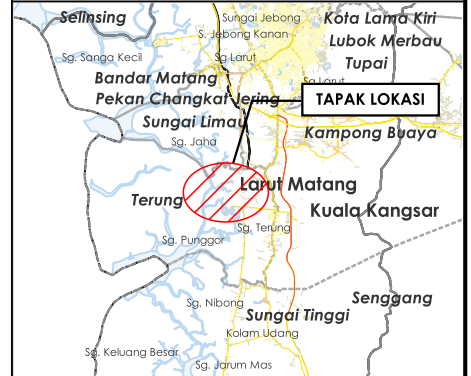 Selinsing
Sungai Jebong
Kota Lama Kiri
S. Jebong Kanan
Lubok Merbau
Sg. Sanga Kecil
Sg Larut
Tupai
Bandar Matang
Sg Larut
Pekan Changkat Jering
TAPAK LOKASI
Sungai Limau
Kampong Buaya
Sg. Jaha
Larut Matang
Terung
Kuala Kangsar
Sg. Terung
Sg. Punggor
Sg. Nibong
Senggang
Sungai Tinggi
Kolam Udang
Sg. Keluang Besar
Sg. Jarum Mas